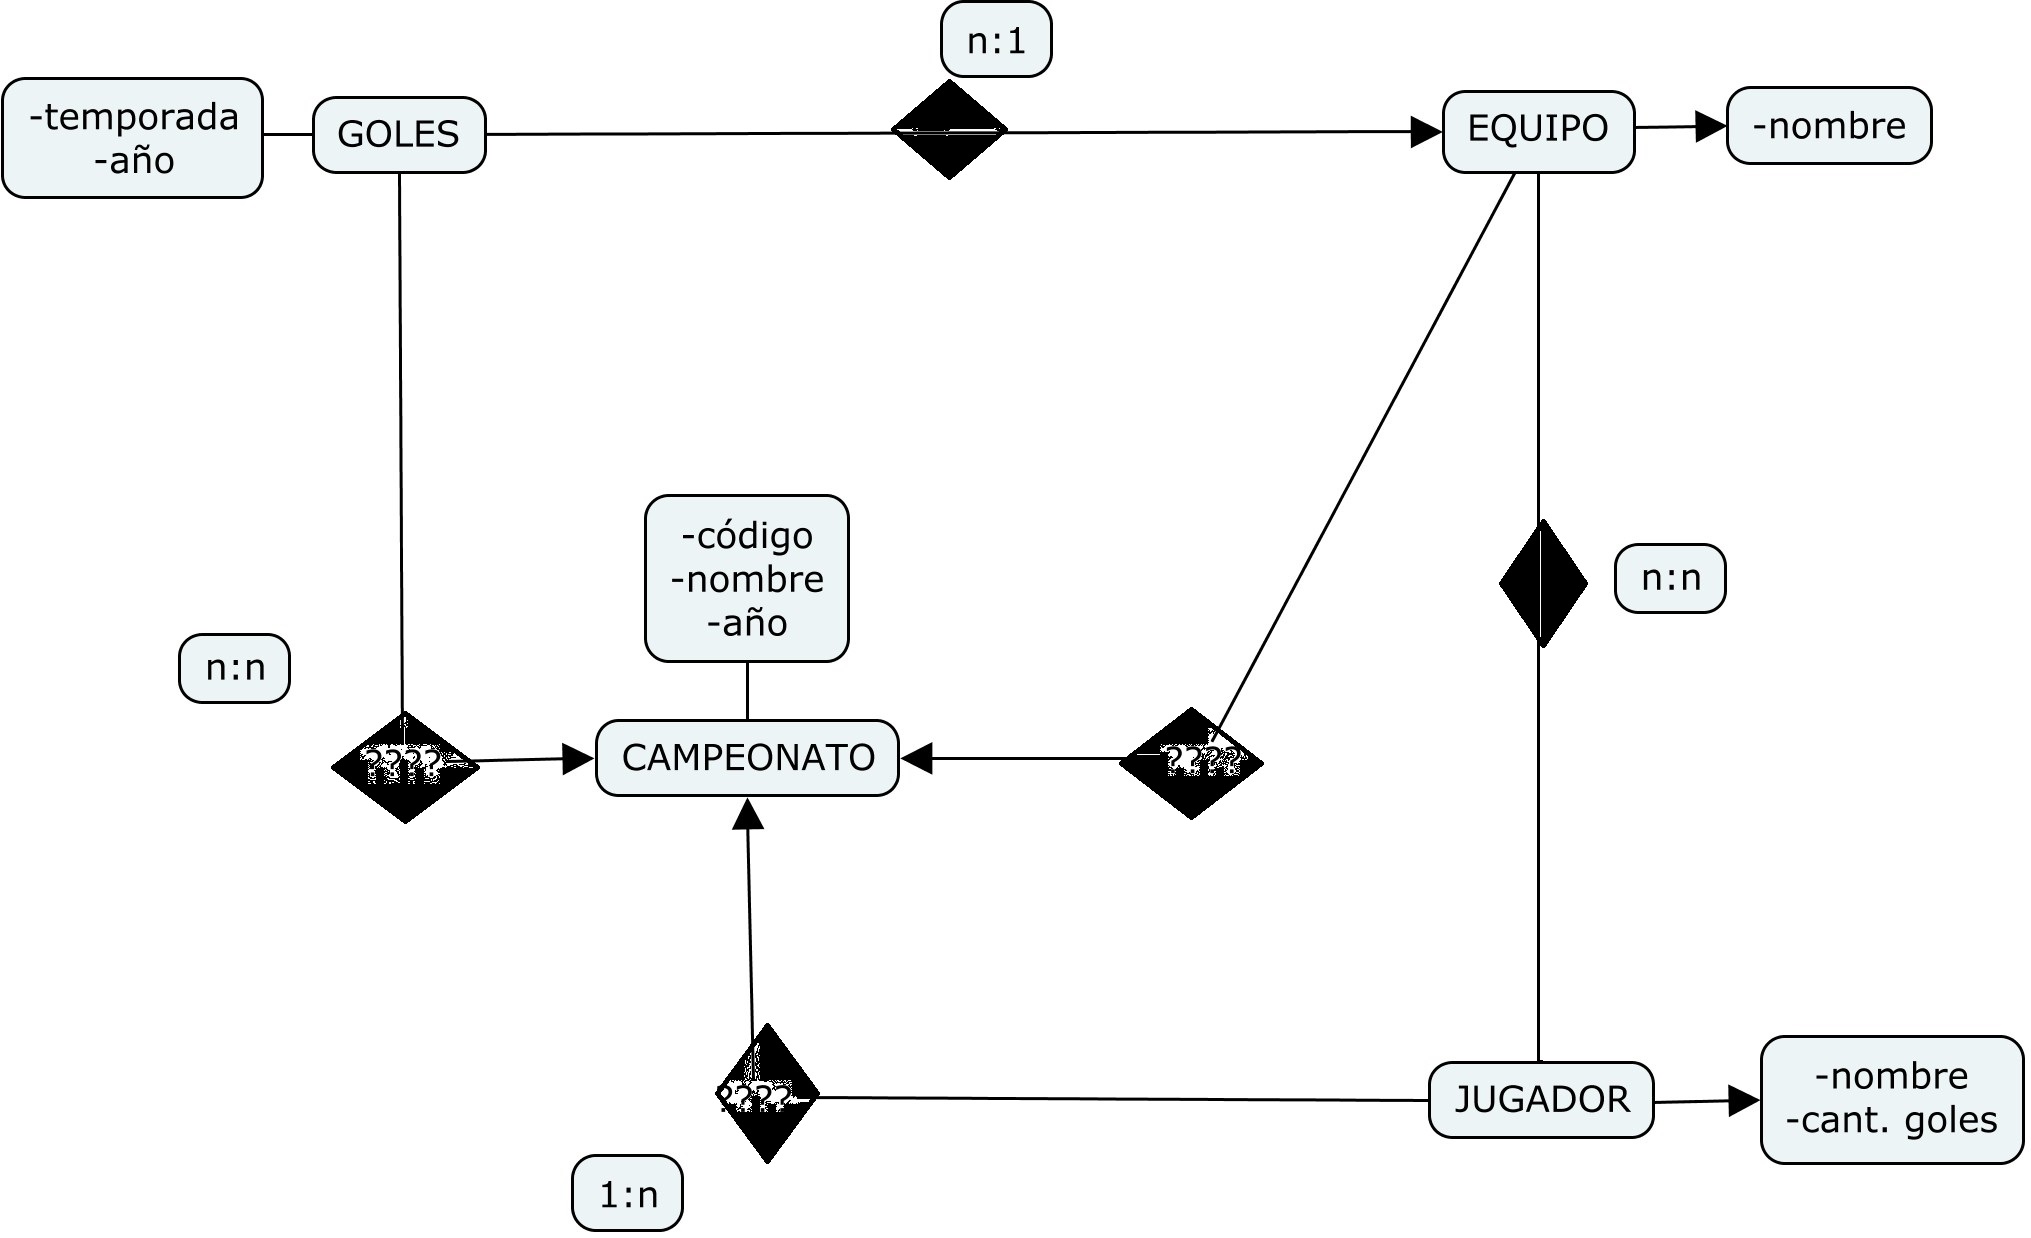 n:1
-temporada
-año
GOLES
EQUIPO
-nombre
-código
-nombre
-año
n:n
n:n
????
CAMPEONATO
????
????
JUGADOR
-nombre
-cant. goles
1:n